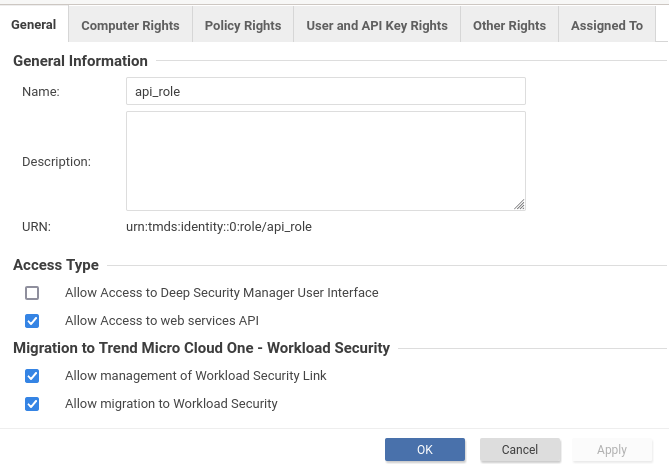 General Computer Rights Policy Rights User and API Key Rights Other Rights Assigned To
General Information
Name: api_role
Description:
URN: urn:tmds:identity::0:role/api_role
Access Type
Allow Access to Deep Security Manager User Interface
Allow Access to web services API
Migration to Trend Micro Cloud One - Workload Security
Allow management of Workload Security Link
Allow migration to Workload Security
OK Cancel Apply